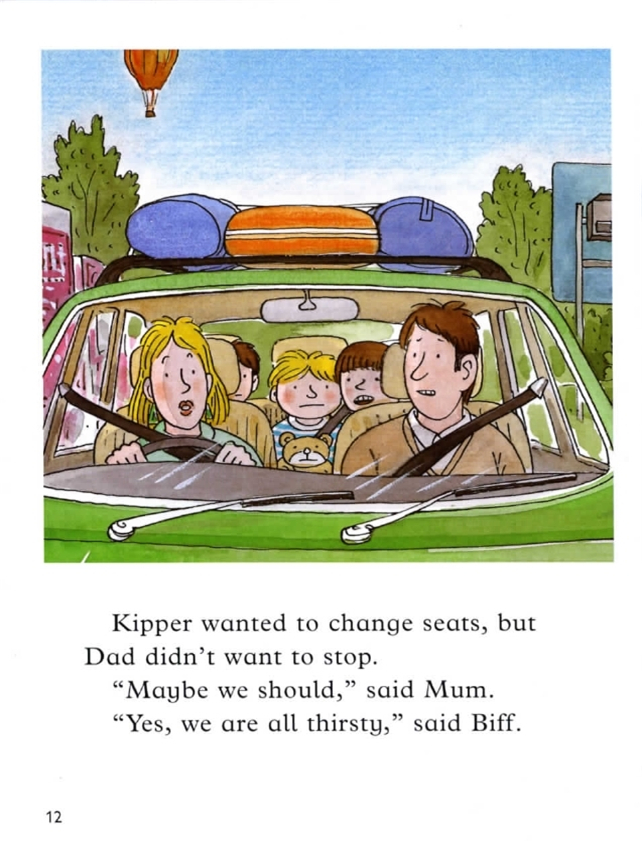 Kipper wanted to change seats, but
Dad didn't want to stop.
“Maybe we should,” said Mum.
“Yes, we are all thirsty,” said Biff.
12